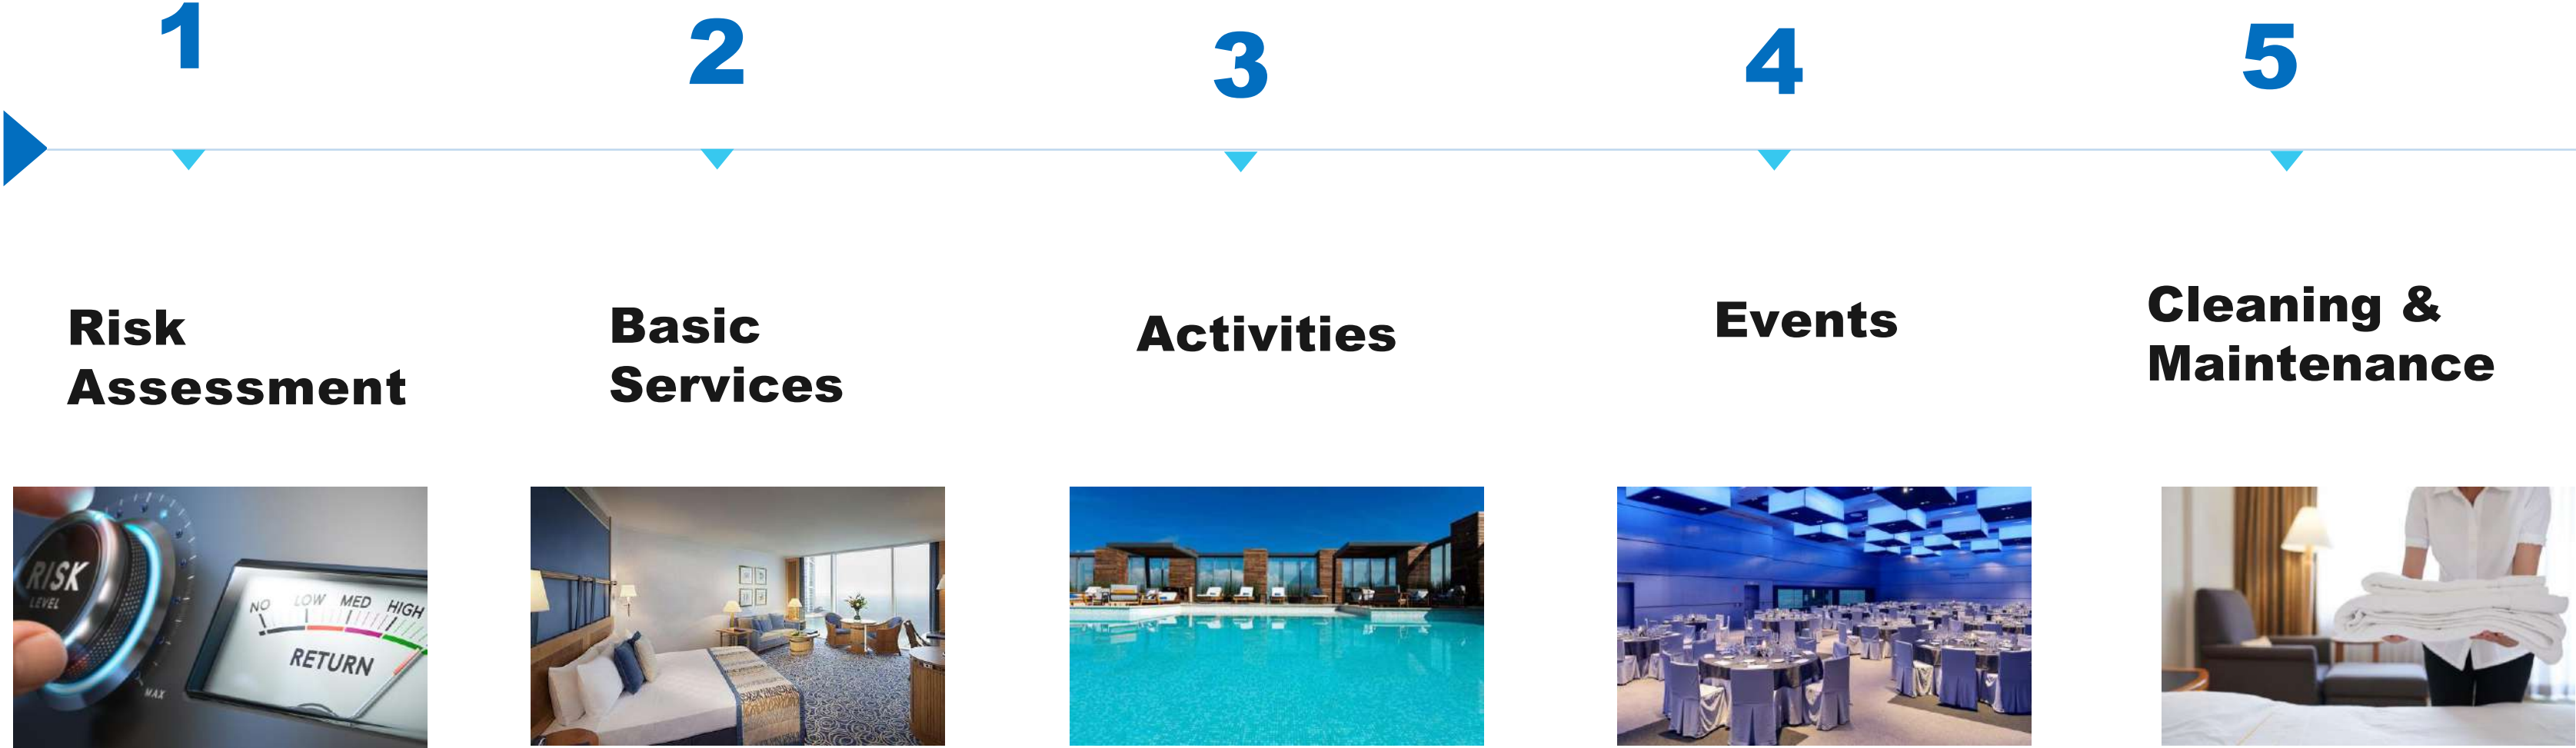 1
2
3
4
5
Risk
Assessment
Basic
Services
Activities
Events
Cleaning &
Maintenance
RISK
LEVEL
MAX
NO LOW MED HIGH
RETURN